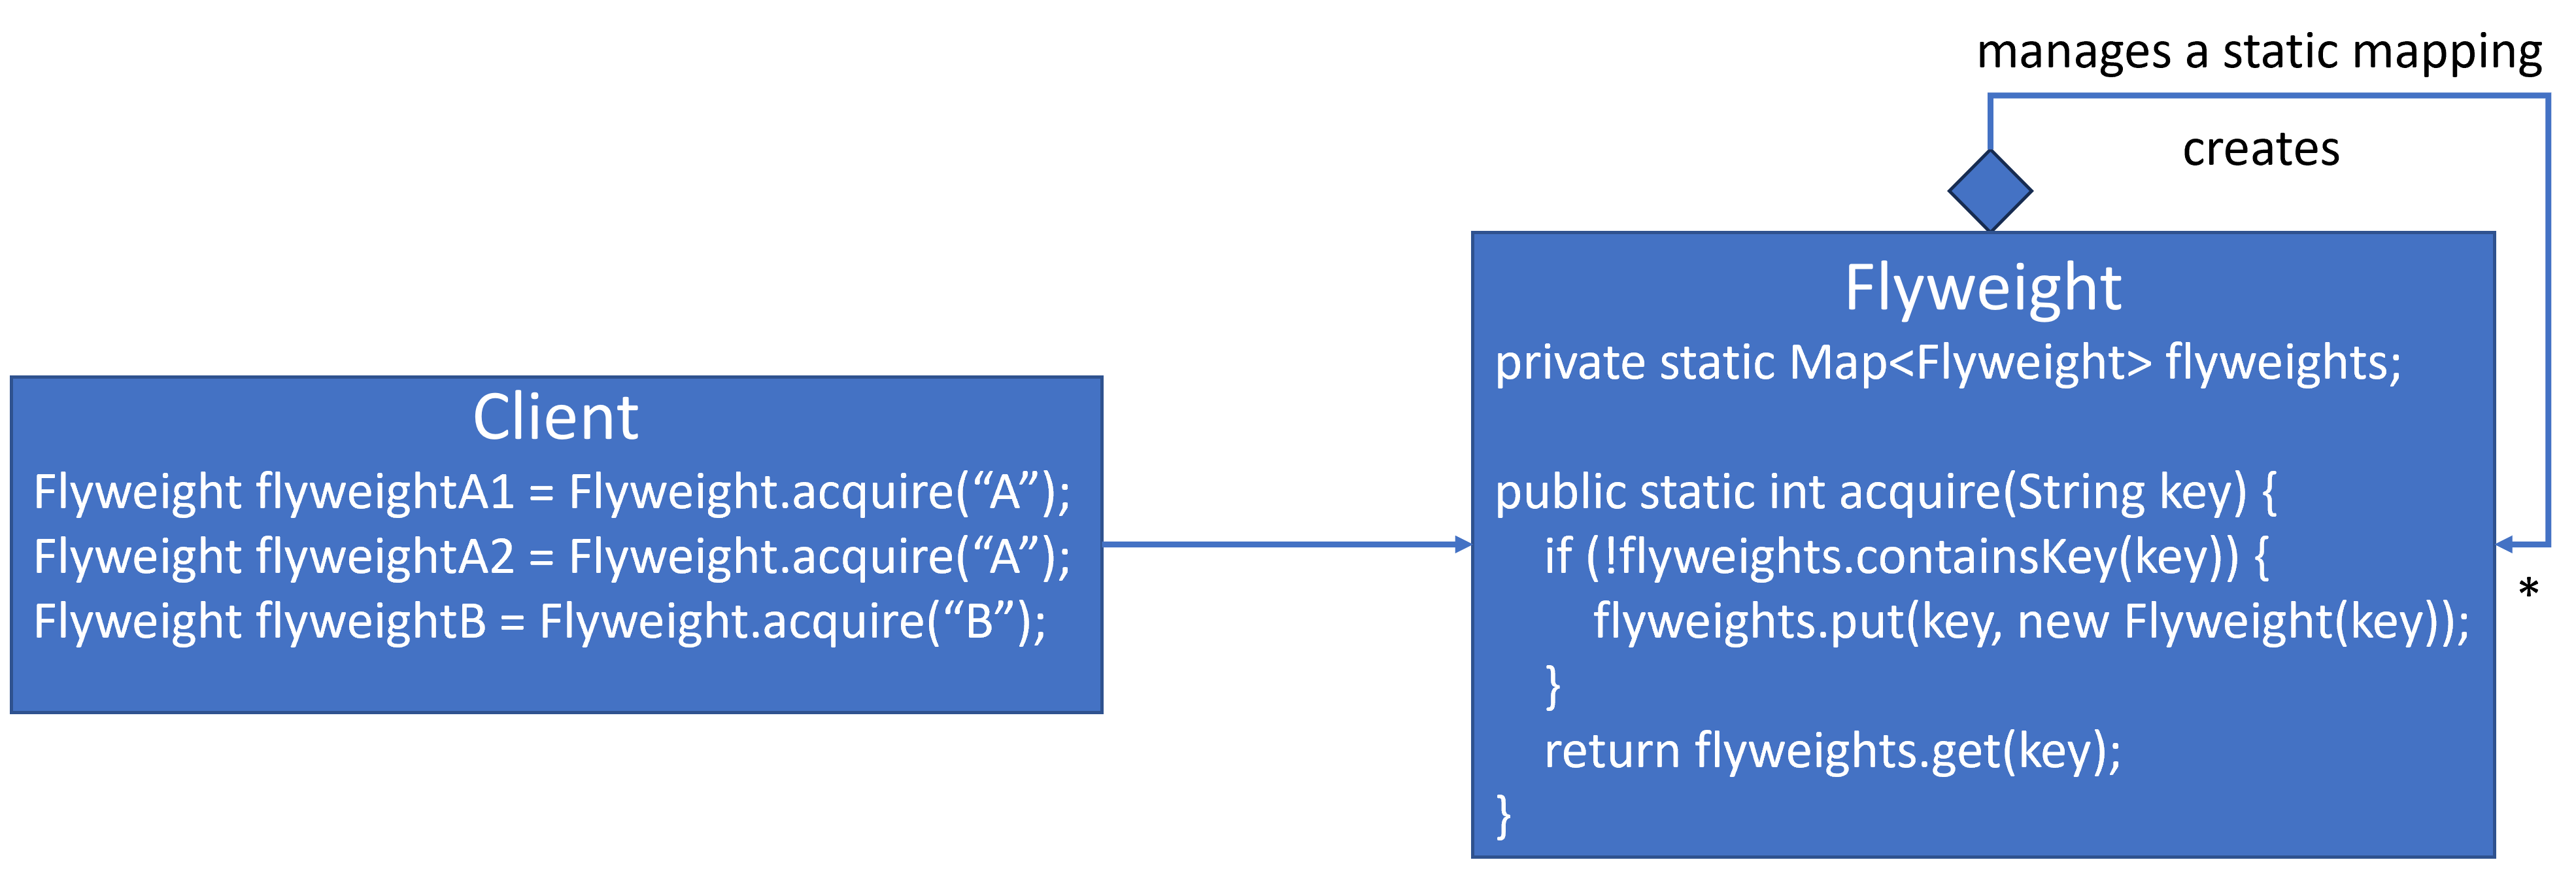 manages a static mapping
creates
Flyweight
private static Map<Flyweight> flyweights;
public static int acquire(String key) {
if (!flyweights.containsKey(key)) {
flyweights.put(key, new Flyweight(key));
}
return flyweights.get(key);
}
*
Client
Flyweight flyweightA1 = Flyweight.acquire(“A”);
Flyweight flyweightA2 = Flyweight.acquire(“A”);
Flyweight flyweightB = Flyweight.acquire(“B”);